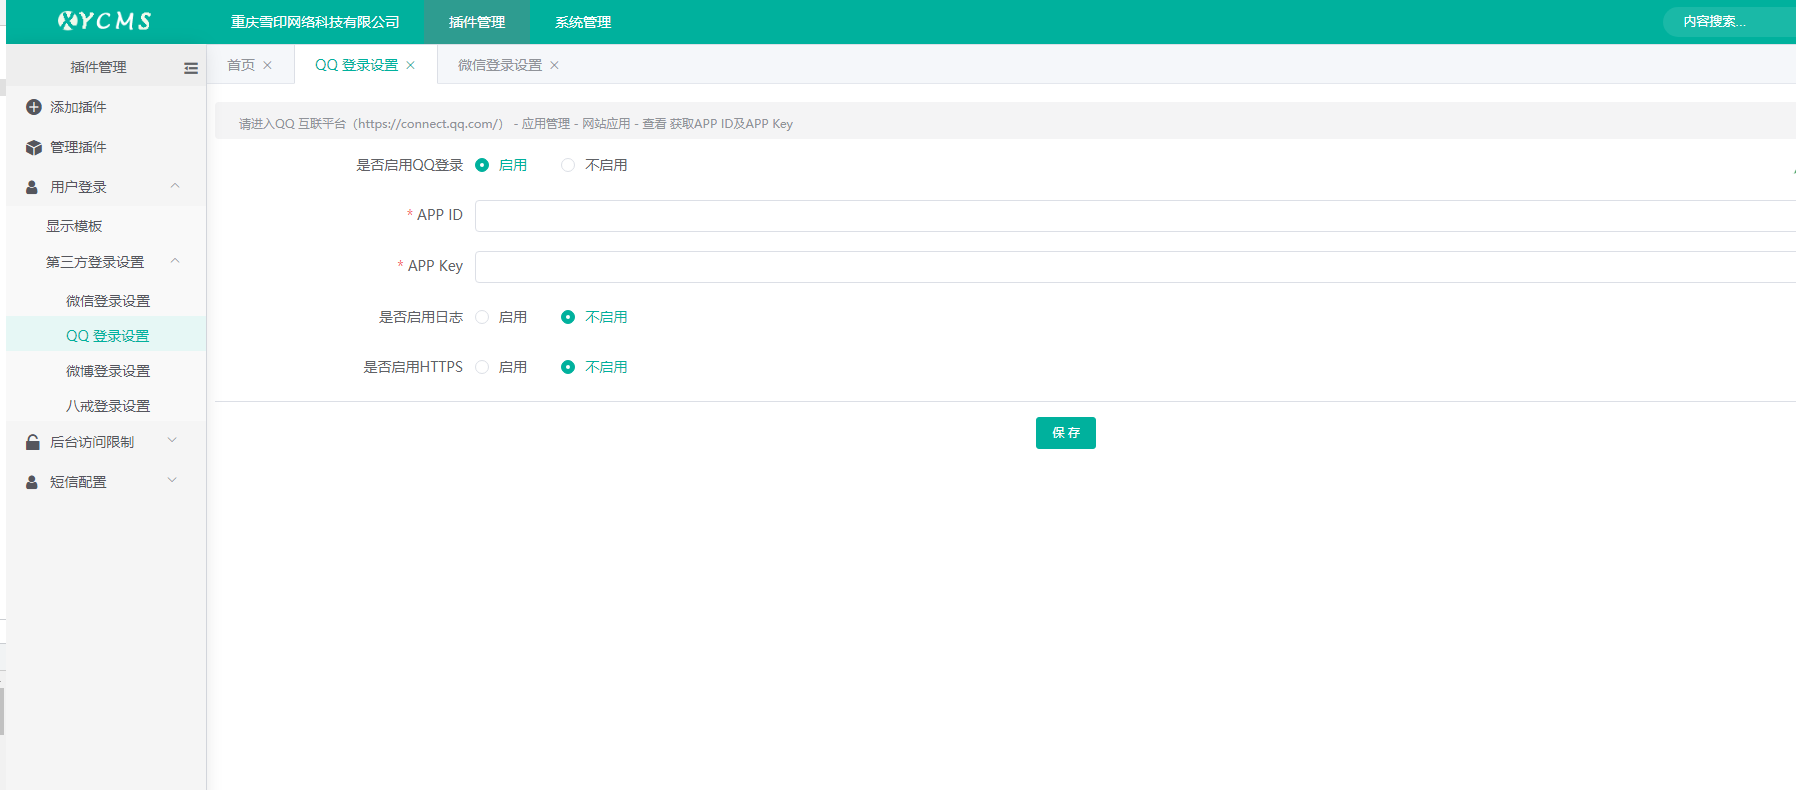 XYCMS
重庆雪印网络科技有限公司
插件管理
系统管理
内容搜索...
插件管理
首页
QQ 登录设置
微信登录设置
添加插件
管理插件
用户登录
显示模板
第三方登录设置
微信登录设置
QQ 登录设置
微博登录设置
八戒登录设置
后台访问限制
短信配置
请进入QQ 互联平台（https://connect.qq.com/） - 应用管理 - 网站应用 - 查看 获取APP ID及APP Key
是否启用QQ登录 启用 不启用
* APP ID
* APP Key
是否启用日志 启用 不启用
是否启用HTTPS 启用 不启用
保 存